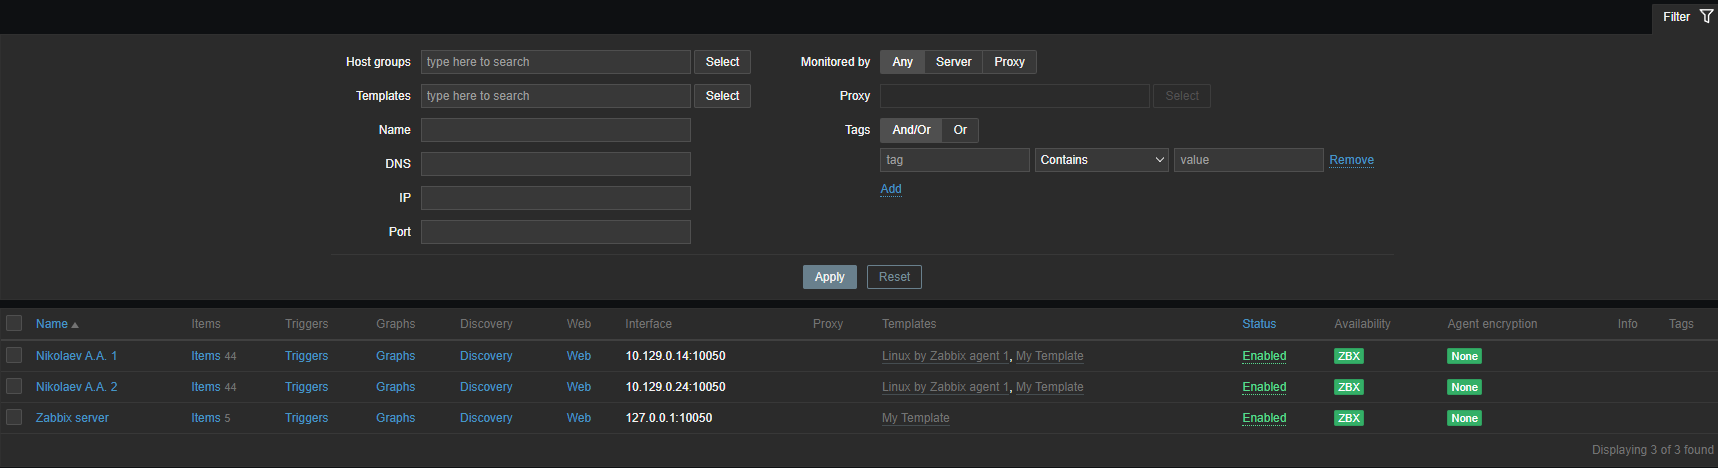 Filter
Host groups type here to search Select Monitored by Any Server Proxy
Templates type here to search Select Proxy Select
Name Tags And/Or Or
DNS tag Contains value Remove
IP Add
Port
Apply Reset
Name Items Triggers Graphs Discovery Web Interface Proxy Templates Status Availability Agent encryption Info Tags
Nikolaev A.A. 1 Items 44 Triggers Graphs Discovery Web 10.129.0.14:10050 Linux by Zabbix agent 1, My Template Enabled ZBX None
Nikolaev A.A. 2 Items 44 Triggers Graphs Discovery Web 10.129.0.24:10050 Linux by Zabbix agent 1, My Template Enabled ZBX None
Zabbix server Items 5 Triggers Graphs Discovery Web 127.0.0.1:10050 My Template Enabled ZBX None
Displaying 3 of 3 found